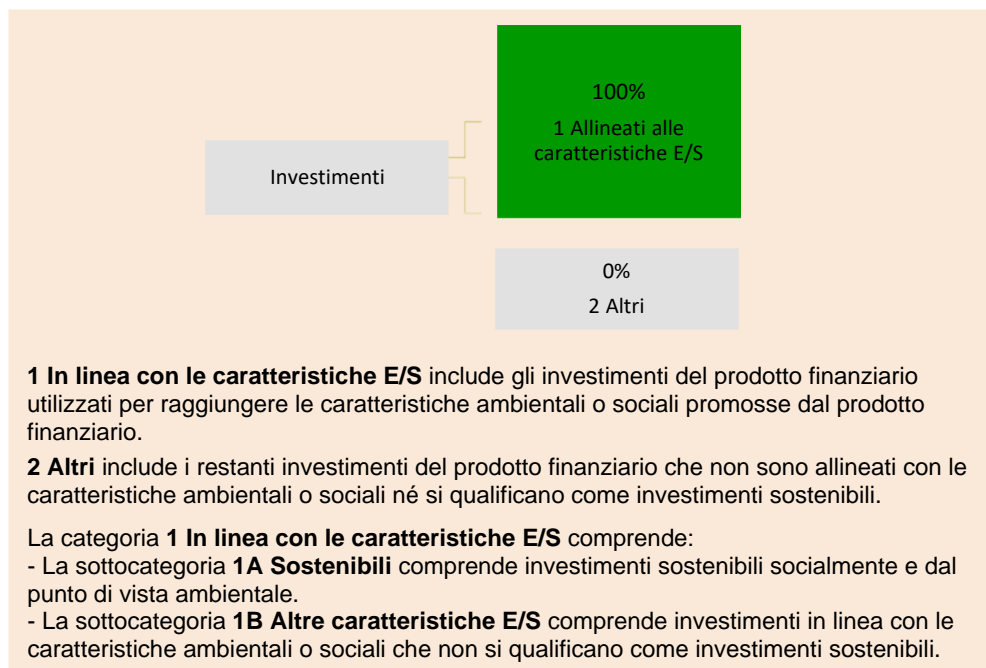 100%
1 Allineati alle
caratteristiche E/S
Investimenti
0%
2 Altri
1 In linea con le caratteristiche E/S include gli investimenti del prodotto finanziario
utilizzati per raggiungere le caratteristiche ambientali o sociali promosse dal prodotto
finanziario.
2 Altri include i restanti investimenti del prodotto finanziario che non sono allineati con le
caratteristiche ambientali o sociali né si qualificano come investimenti sostenibili.
La categoria 1 In linea con le caratteristiche E/S comprende:
- La sottocategoria 1A Sostenibili comprende investimenti sostenibili socialmente e dal
punto di vista ambientale.
- La sottocategoria 1B Altre caratteristiche E/S comprende investimenti in linea con le
caratteristiche ambientali o sociali che non si qualificano come investimenti sostenibili.